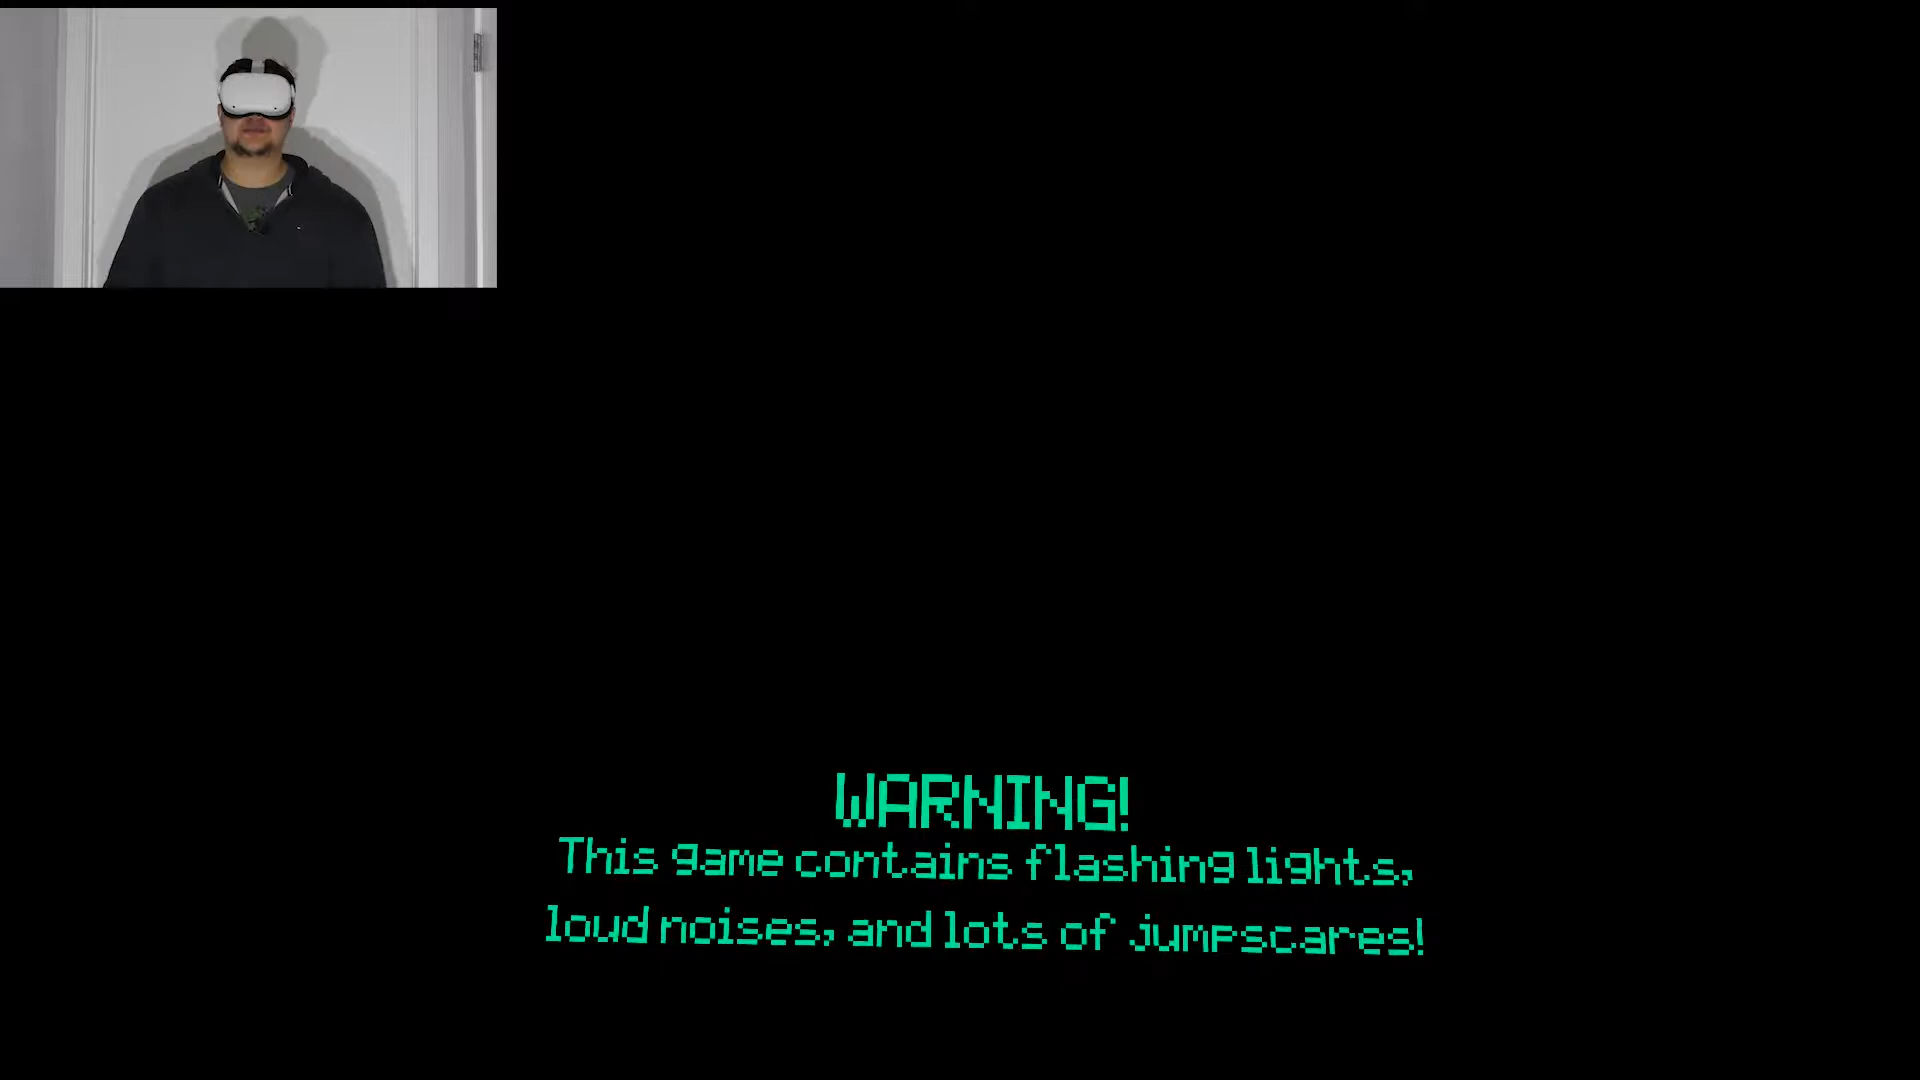 WARNING!
This game contains flashing lights,
loud noises, and lots of jumpscares!